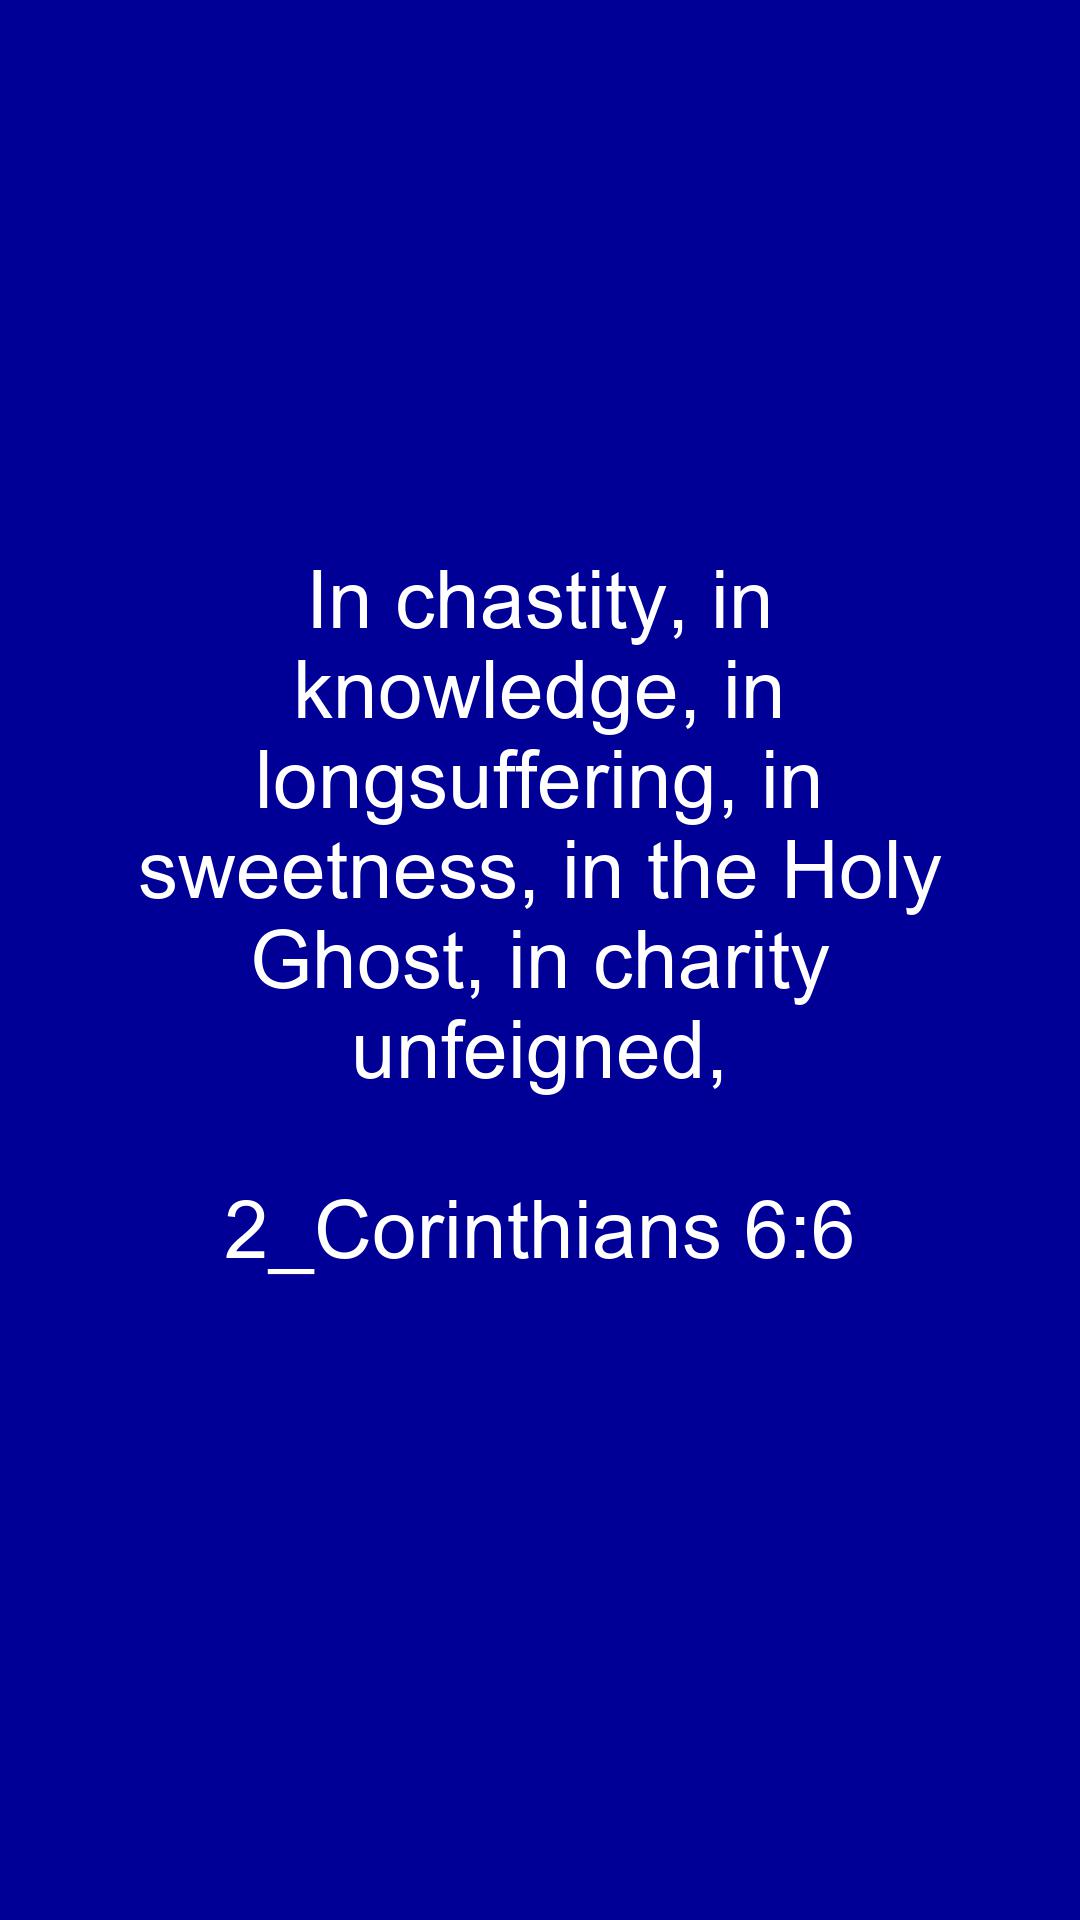 In chastity, in
knowledge, in
longsuffering, in
sweetness, in the Holy
Ghost, in charity
unfeigned,
2_Corinthians 6:6